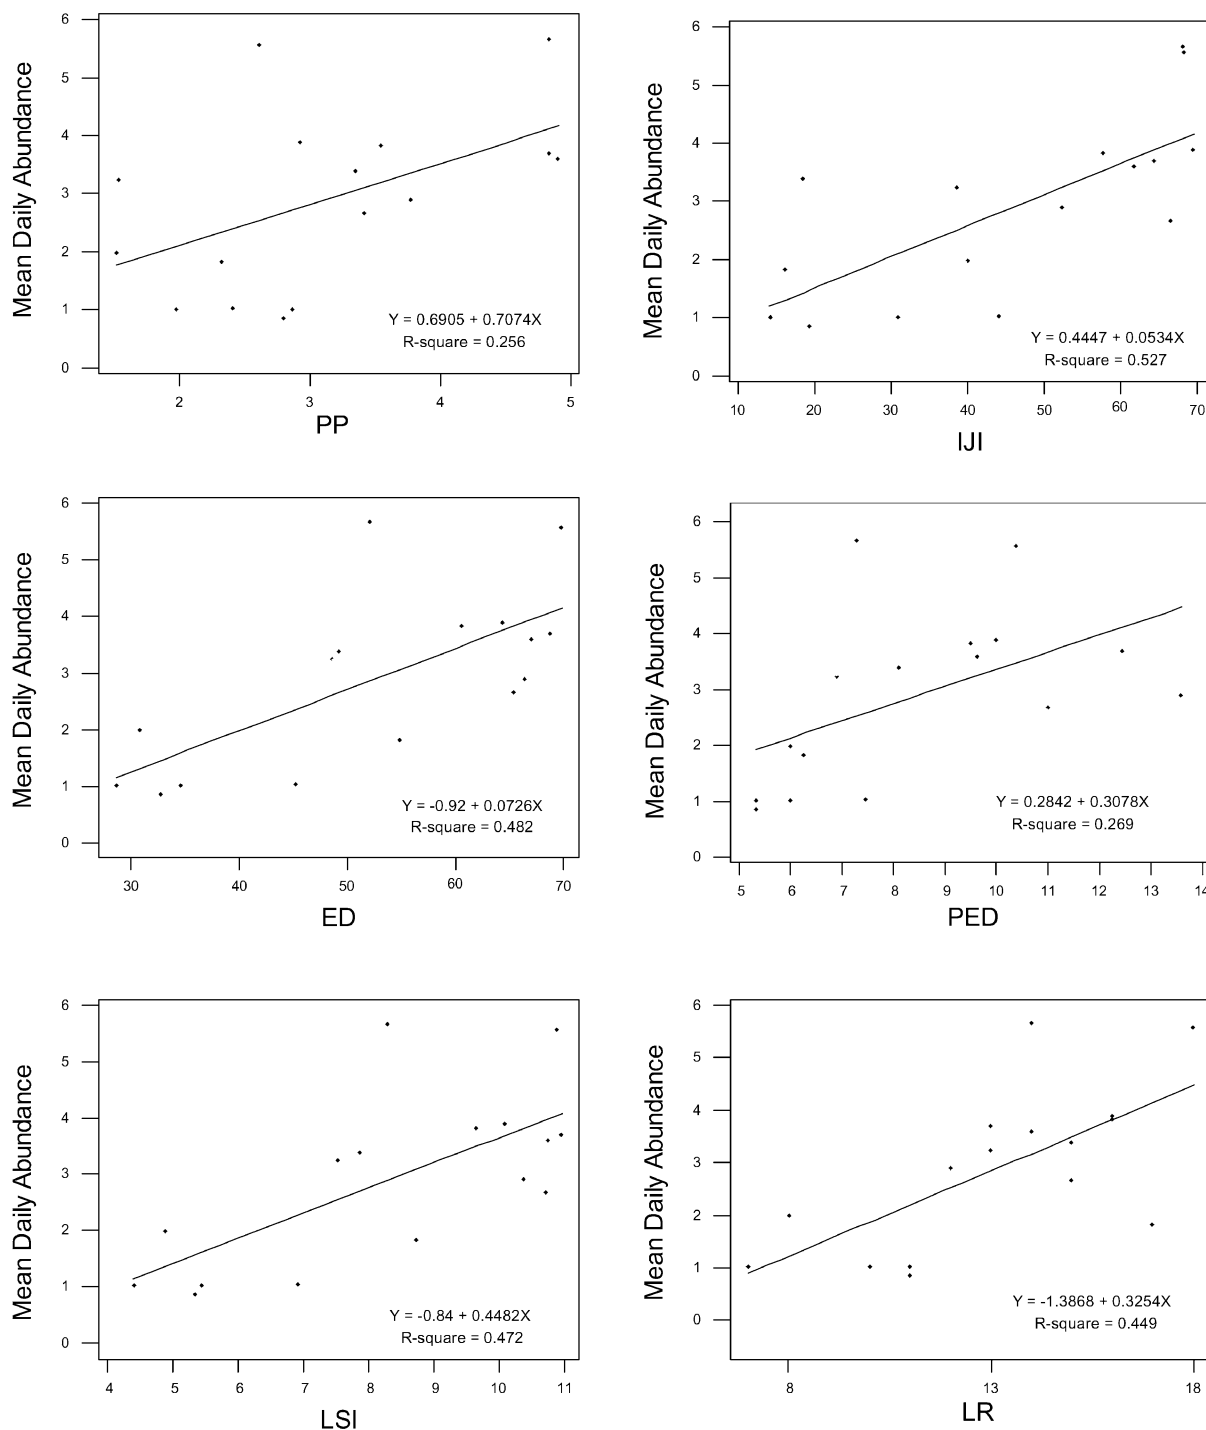 Mean Daily Abundance
6
5
4
3
2
1
0
Y = 0.6905 + 0.7074X
R-square = 0.256
2 3 4 5
PP
Mean Daily Abundance
6
5
4
3
2
1
0
Y = 0.4447 + 0.0534X
R-square = 0.527
10 20 30 40 50 60 70
IJI
Mean Daily Abundance
6
5
4
3
2
1
0
Y = -0.92 + 0.0726X
R-square = 0.482
30 40 50 60 70
ED
Mean Daily Abundance
6
5
4
3
2
1
0
Y = 0.2842 + 0.3078X
R-square = 0.269
5 6 7 8 9 10 11 12 13 14
PED
Mean Daily Abundance
6
5
4
3
2
1
0
Y = -0.84 + 0.4482X
R-square = 0.472
4 5 6 7 8 9 10 11
LSI
Mean Daily Abundance
6
5
4
3
2
1
0
Y = -1.3868 + 0.3254X
R-square = 0.449
8 13 18
LR